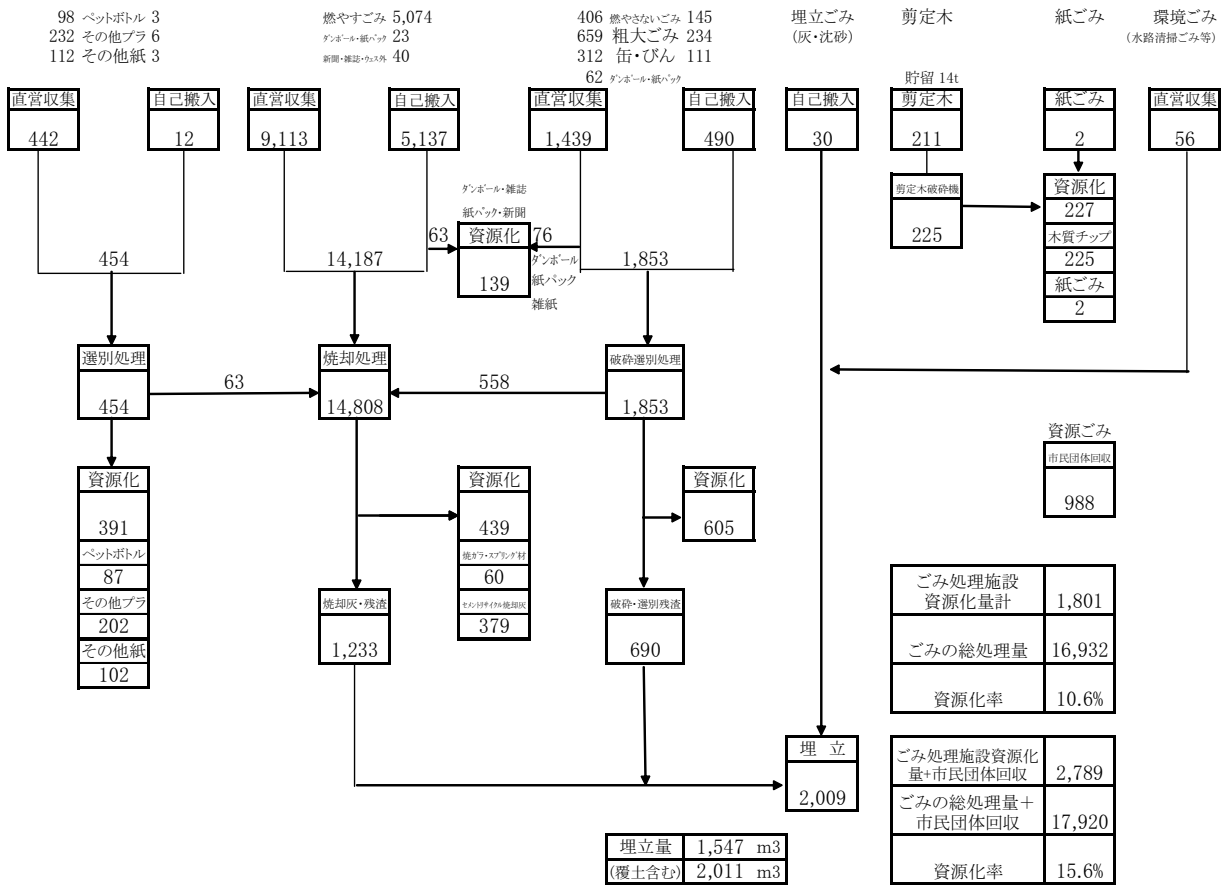 98 ペットボトル 3
232 その他プラ 6
112 その他紙 3
燃やすごみ 5,074
ダンボール・紙パック 23
新聞・雑誌・ウェス外 40
406 燃やさないごみ 145
659 粗大ごみ 234
312 缶・びん 111
62 ダンボール・紙パック
埋立ごみ
(灰・沈砂)
剪定木
貯留 14t
紙ごみ
環境ごみ
(水路清掃ごみ等)
直営収集
442
自己搬入
12
直営収集
9,113
自己搬入
5,137
直営収集
1,439
自己搬入
490
自己搬入
30
剪定木
211
紙ごみ
2
直営収集
56
454
14,187
63
ダンボール・雑誌
紙パック・新聞
資源化
139
76
ダンボール
紙パック
雑紙
1,853
剪定木破砕機
225
資源化
227
木質チップ
225
紙ごみ
2
選別処理
454
63
焼却処理
14,808
558
破砕選別処理
1,853
資源ごみ
市民団体回収
988
資源化
391
ペットボトル
87
その他プラ
202
その他紙
102
資源化
439
焼ガラ・スプリング材
60
セメントリサイクル焼却灰
379
資源化
605
焼却灰・残渣
1,233
破砕・選別残渣
690
埋 立
2,009
ごみ処理施設
資源化量計 1,801
ごみの総処理量 16,932
資源化率 10.6%
ごみ処理施設資源化
量+市民団体回収 2,789
ごみの総処理量＋
市民団体回収 17,920
資源化率 15.6%
埋立量 1,547 m3
(覆土含む) 2,011 m3